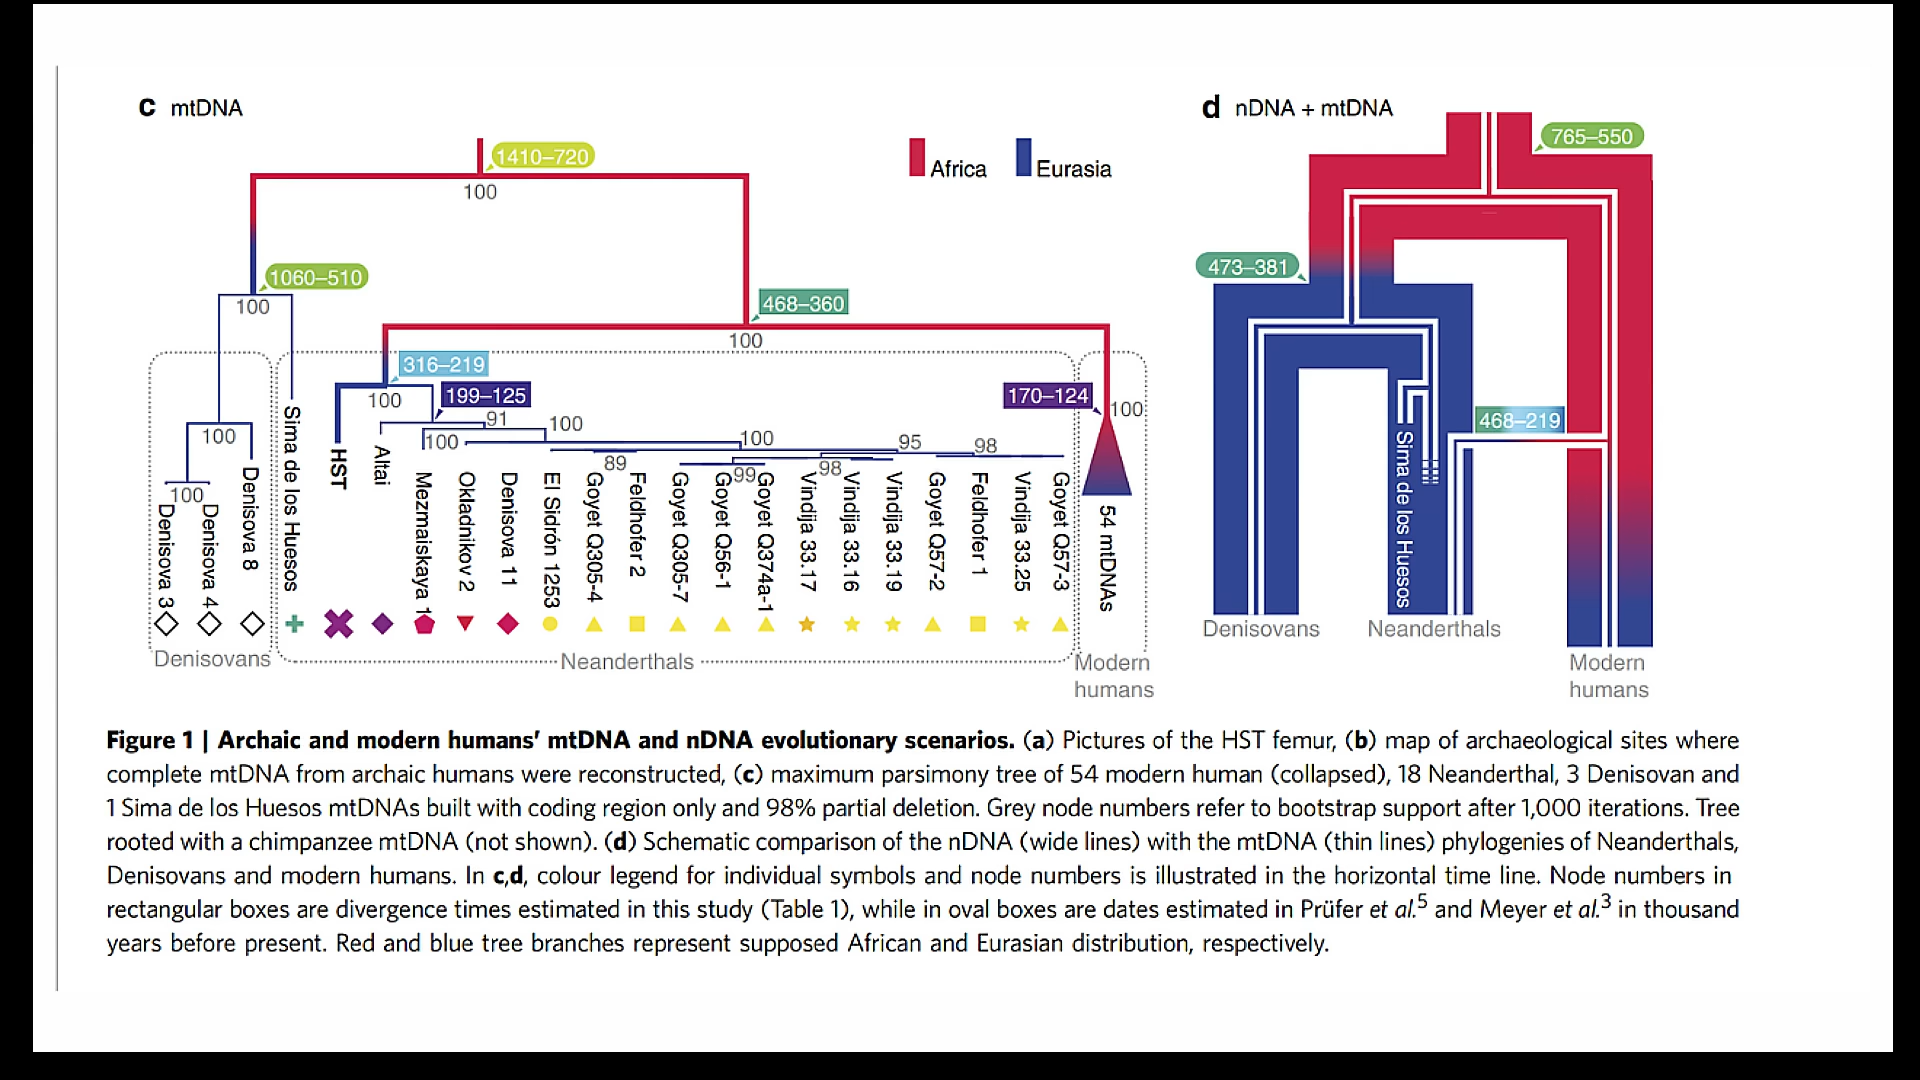 c mtDNA
Africa
Eurasia
1410–720
100
1060–510
100
468–360
100
316–219
100
199–125
91
100
100
100
95
98
89
99
98
170–124
100
100
100
Denisova 3
Denisova 4
Denisova 8
Sima de los Huesos
HST
Altai
Mezmaiskaya 1
Okladnikov 2
Denisova 11
El Sidrón 1253
Goyet Q305-4
Feldhofer 2
Goyet Q305-7
Goyet Q56-1
Goyet Q374a-1
Vindija 33.17
Vindija 33.16
Vindija 33.19
Goyet Q57-2
Feldhofer 1
Vindija 33.25
Goyet Q57-3
54 mtDNAs
Denisovans
Neanderthals
Modern
humans
d nDNA + mtDNA
765–550
473–381
468–219
Sima de los Huesos
Denisovans
Neanderthals
Modern
humans
Figure 1 | Archaic and modern humans' mtDNA and nDNA evolutionary scenarios. (a) Pictures of the HST femur, (b) map of archaeological sites where
complete mtDNA from archaic humans were reconstructed, (c) maximum parsimony tree of 54 modern human (collapsed), 18 Neanderthal, 3 Denisovan and
1 Sima de los Huesos mtDNAs built with coding region only and 98% partial deletion. Grey node numbers refer to bootstrap support after 1,000 iterations. Tree
rooted with a chimpanzee mtDNA (not shown). (d) Schematic comparison of the nDNA (wide lines) with the mtDNA (thin lines) phylogenies of Neanderthals,
Denisovans and modern humans. In c,d, colour legend for individual symbols and node numbers is illustrated in the horizontal time line. Node numbers in
rectangular boxes are divergence times estimated in this study (Table 1), while in oval boxes are dates estimated in Prüfer et al.5 and Meyer et al.3 in thousand
years before present. Red and blue tree branches represent supposed African and Eurasian distribution, respectively.